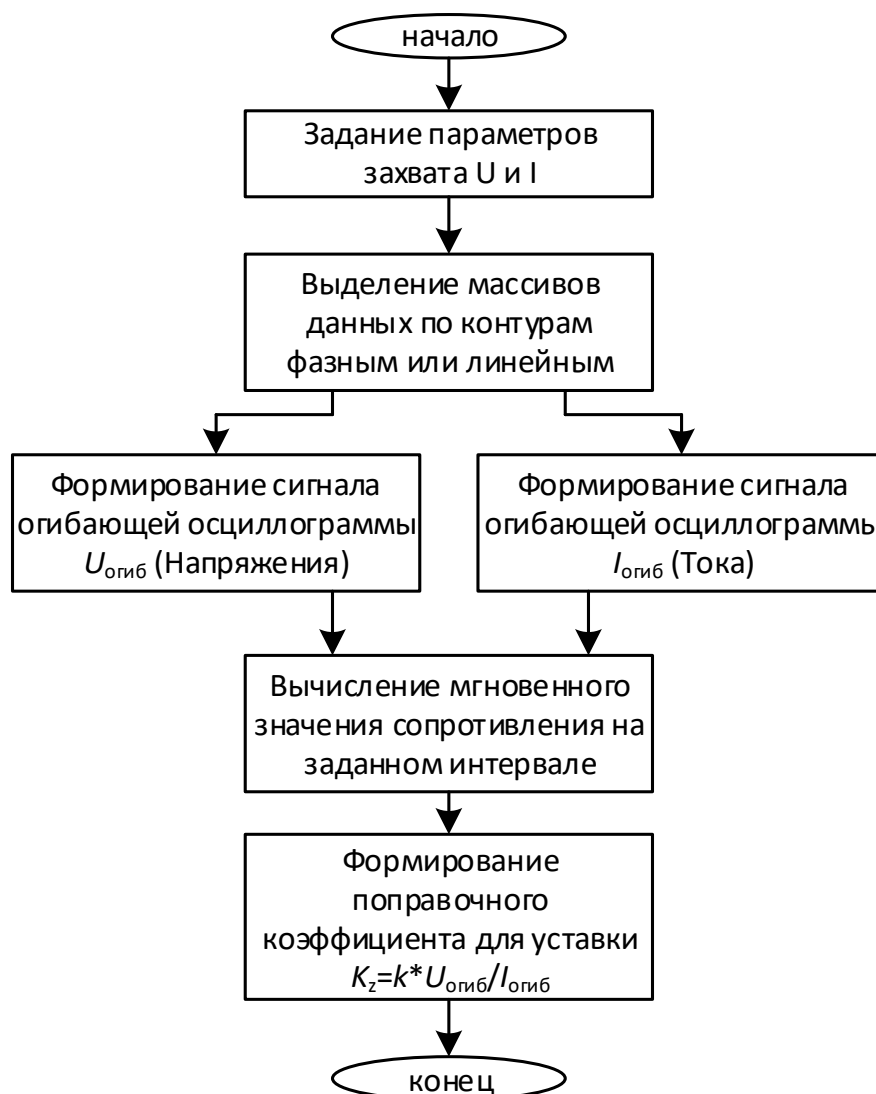 начало
Задание параметров
захвата U и I
Выделение массивов
данных по контурам
фазным или линейным
Формирование сигнала
огибающей осциллограммы
Uогиб (Напряжения)
Формирование сигнала
огибающей осциллограммы
Iогиб (Тока)
Вычисление мгновенного
значения сопротивления на
заданном интервале
Формирование
поправочного
коэффициента для уставки
Kz=k*Uогиб/Iогиб
конец